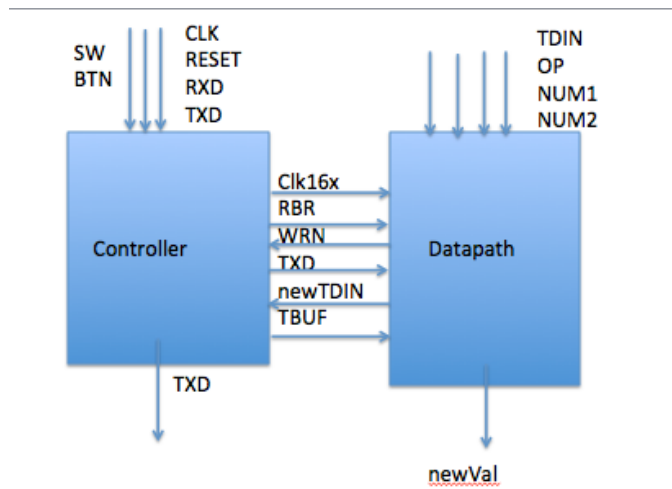 SW
BTN
CLK
RESET
RXD
TXD
TDIN
OP
NUM1
NUM2
Controller
Clk16x
RBR
WRN
TXD
newTDIN
TBUF
Datapath
TXD
newVal